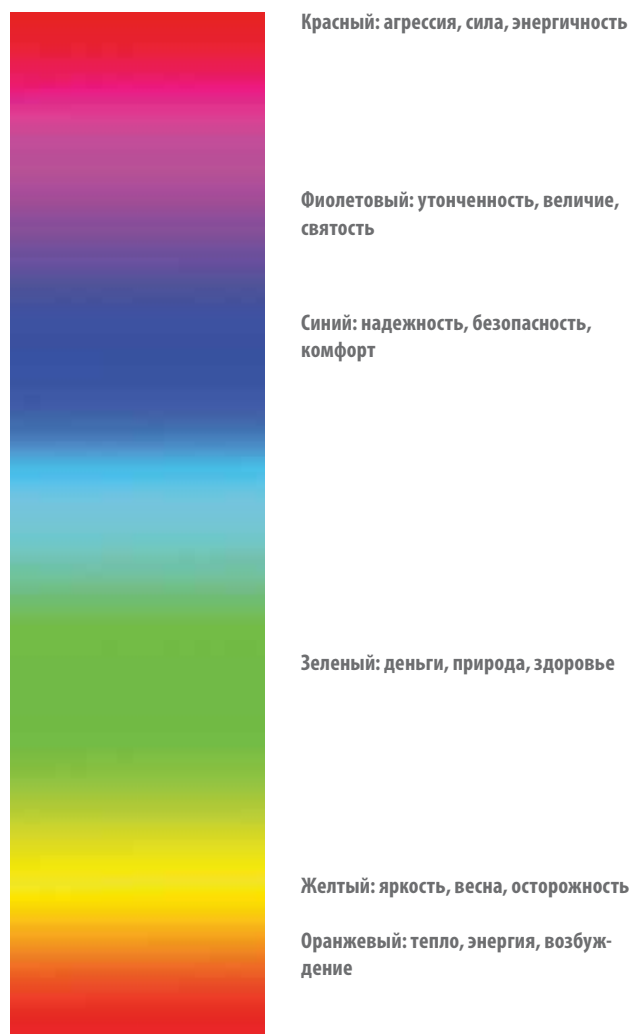 Красный: агрессия, сила, энергичность
Фиолетовый: утонченность, величие,
святость
Синий: надежность, безопасность,
комфорт
Зеленый: деньги, природа, здоровье
Желтый: яркость, весна, осторожность
Оранжевый: тепло, энергия, возбуж-
дение